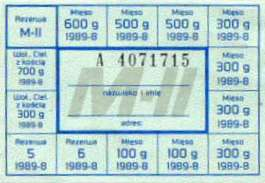 Rezerwa
M-II
Mięso
600 g
1989-8
Mięso
500 g
1989-8
Mięso
500 g
1989-8
Mięso
300 g
1989-8
Woł., Ciel.
z kością
700 g
1989-8
A 4071715
M-II
nazwisko i imię
adres:
Mięso
300 g
1989-8
Woł., Ciel.
z kością
300 g
1989-8
Mięso
300 g
1989-8
Rezerwa
5
1989-8
Rezerwa
6
1989-8
Mięso
100 g
1989-8
Mięso
100 g
1989-8
Mięso
300 g
1989-8